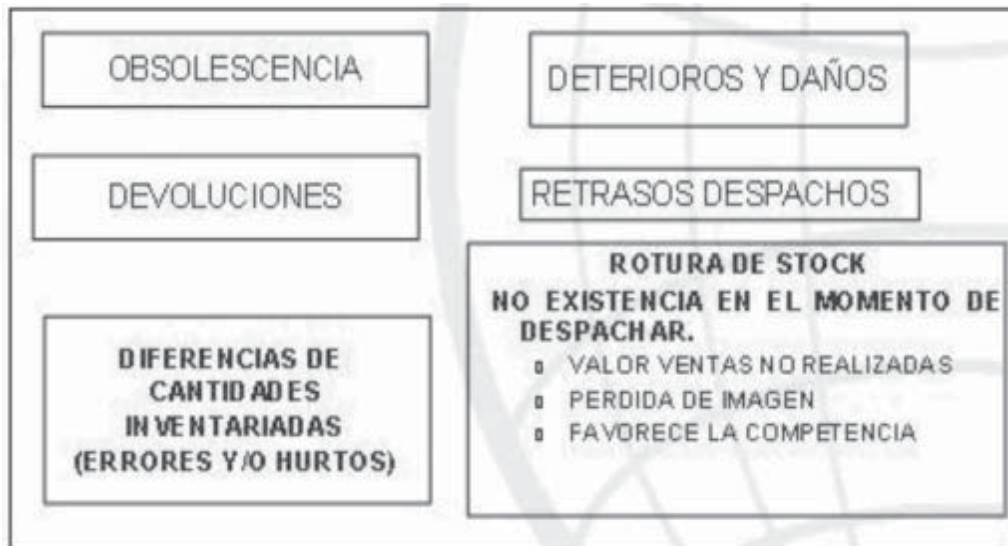 OBSOLESCENCIA
DETERIOROS Y DAÑOS
DEVOLUCIONES
RETRASOS DESPACHOS
DIFERENCIAS DE
CANTIDADES
INVENTARIADAS
(ERRORES Y/O HURTOS)
ROTURA DE STOCK
NO EXISTENCIA EN EL MOMENTO DE
DESPACHAR.
VALOR VENTAS NO REALIZADAS
PERDIDA DE IMAGEN
FAVORECE LA COMPETENCIA